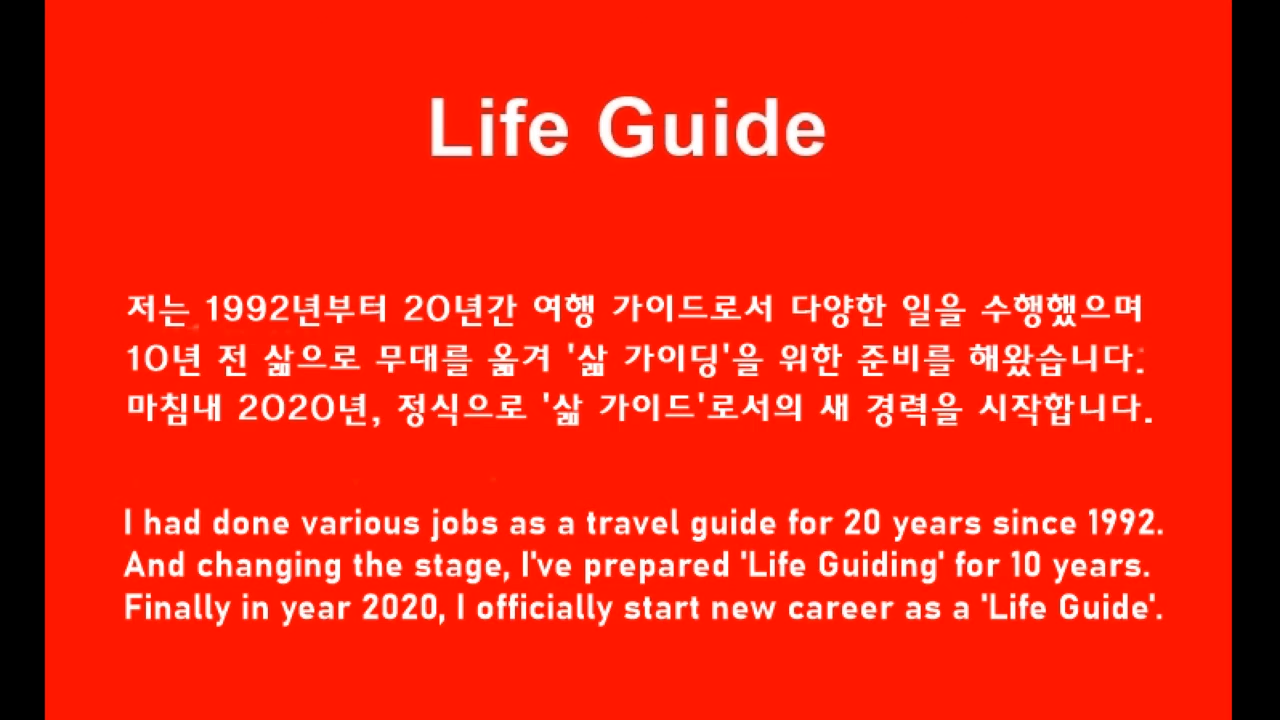 Life Guide
저는 1992년부터 20년간 여행 가이드로서 다양한 일을 수행했으며
10년 전 삶으로 무대를 옮겨 '삶 가이딩'을 위한 준비를 해왔습니다.
마침내 2020년, 정식으로 '삶 가이드'로서의 새 경력을 시작합니다.
I had done various jobs as a travel guide for 20 years since 1992.
And changing the stage, I've prepared 'Life Guiding' for 10 years.
Finally in year 2020, I officially start new career as a 'Life Guide'.